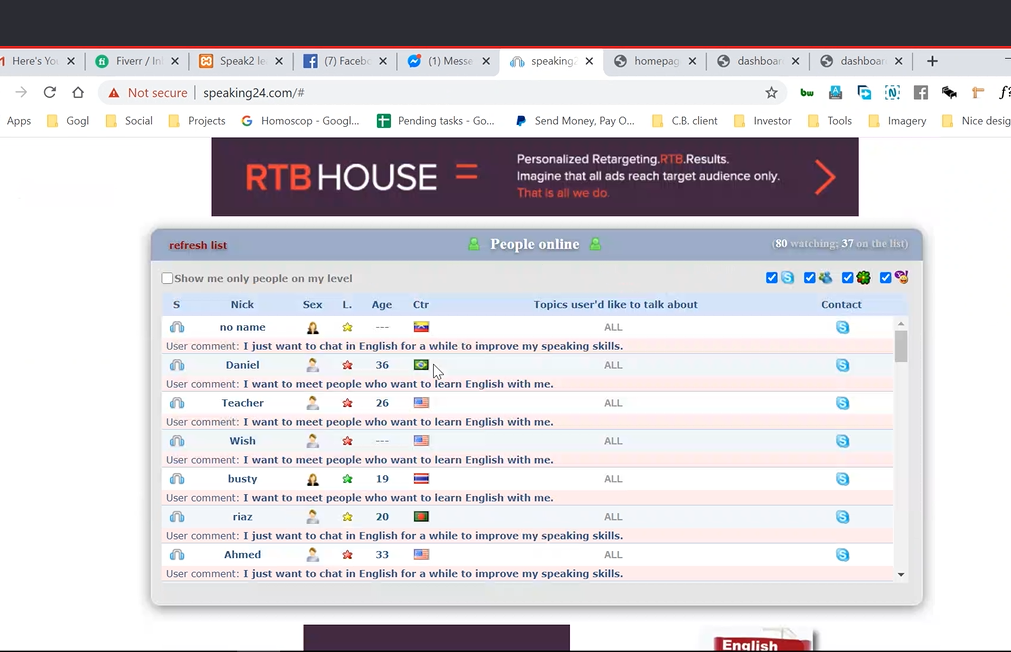 Here's Yo
Fiverr / In
Speak2 le
(7) Faceb
(1) Messe
speaking
homepag
dashboar
dashboar
Not secure
speaking24.com/#
Apps
Gogl
Social
Projects
Homoscop - Googl...
Pending tasks - Go...
Send Money, Pay O...
C.B. client
Investor
Tools
Imagery
Nice desig
RTB HOUSE =
Personalized Retargeting.RTB.Results.
Imagine that all ads reach target audience only.
That is all we do.
refresh list
People online
(80 watching; 37 on the list)
Show me only people on my level
S Nick Sex L. Age Ctr Topics user'd like to talk about Contact
no name --- ALL
User comment: I just want to chat in English for a while to improve my speaking skills.
Daniel 36 ALL
User comment: I want to meet people who want to learn English with me.
Teacher 26 ALL
User comment: I want to meet people who want to learn English with me.
Wish --- ALL
User comment: I want to meet people who want to learn English with me.
busty 19 ALL
User comment: I want to meet people who want to learn English with me.
riaz 20 ALL
User comment: I just want to chat in English for a while to improve my speaking skills.
Ahmed 33 ALL
User comment: I just want to chat in English for a while to improve my speaking skills.
English